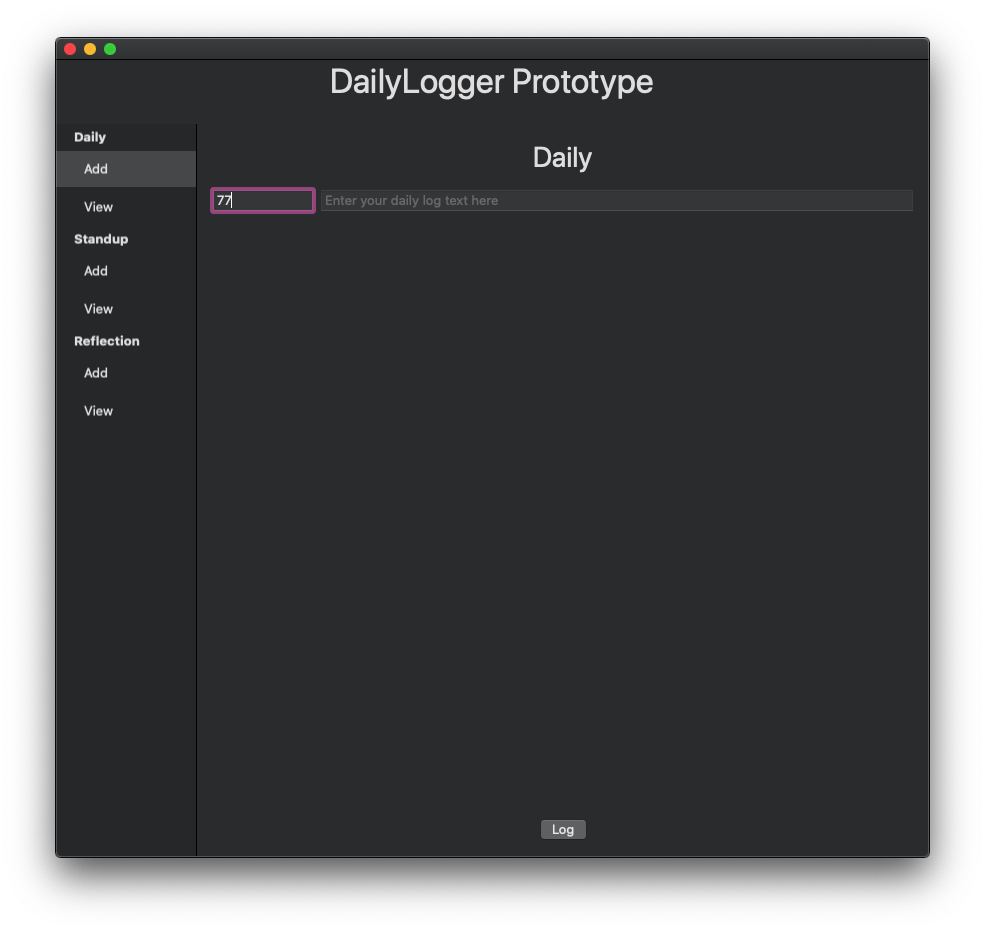 DailyLogger Prototype
Daily
Add
View
Standup
Add
View
Reflection
Add
View
Daily
77
Enter your daily log text here
Log